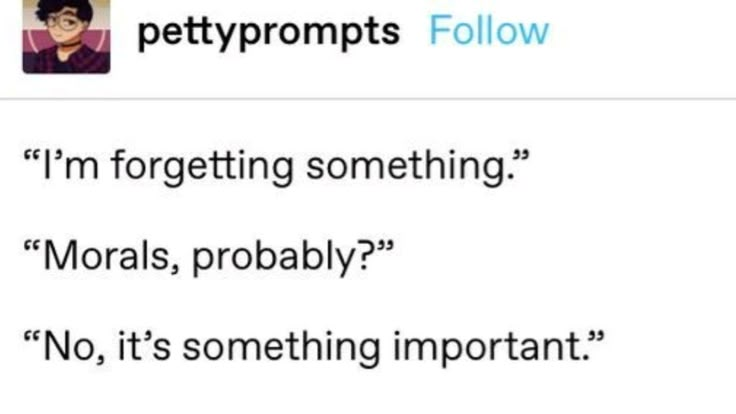 pettyprompts Follow
“I’m forgetting something.”
“Morals, probably?”
“No, it’s something important.”